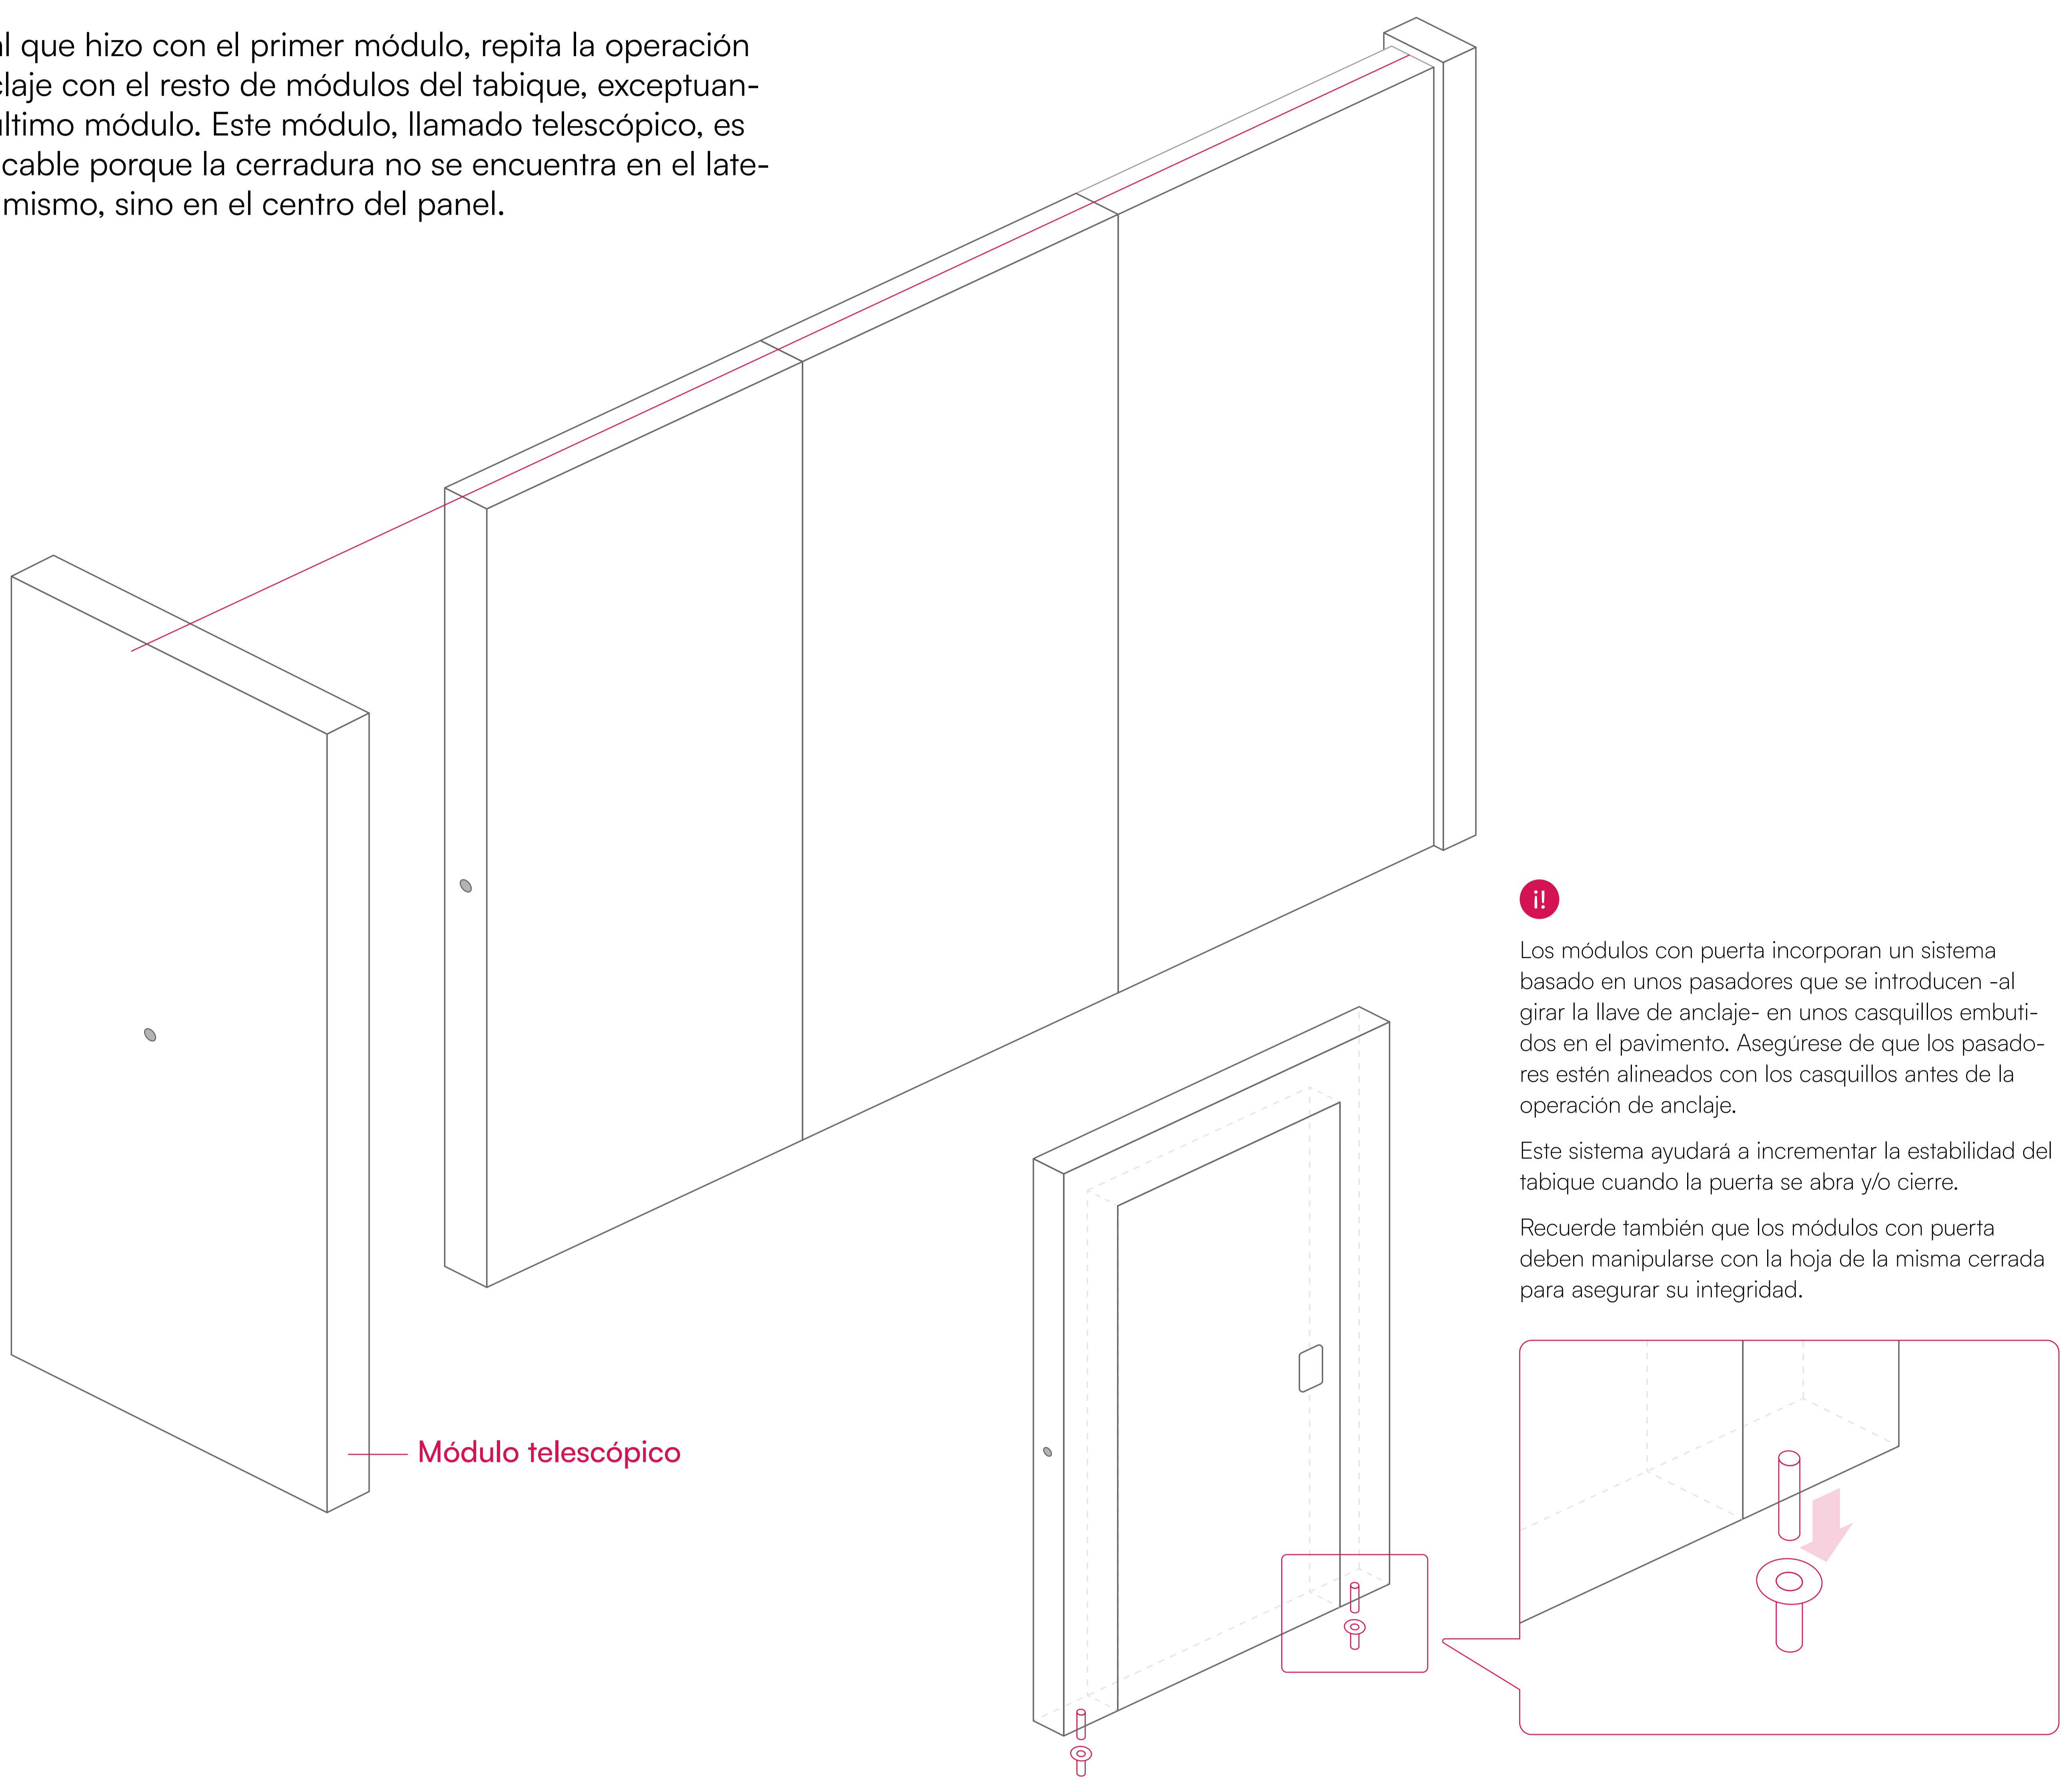 que hizo con el primer módulo, repita la operación
con el resto de módulos del tabique, exceptuan-
módulo. Este módulo, llamado telescópico, es
porque la cerradura no se encuentra en el late-
mismo, sino en el centro del panel.
Módulo telescópico
¡!
Los módulos con puerta incorporan un sistema
basado en unos pasadores que se introducen -al
girar la llave de anclaje- en unos casquillos embuti-
dos en el pavimento. Asegúrese de que los pasado-
res estén alineados con los casquillos antes de la
operación de anclaje.
Este sistema ayudará a incrementar la estabilidad del
tabique cuando la puerta se abra y/o cierre.
Recuerde también que los módulos con puerta
deben manipularse con la hoja de la misma cerrada
para asegurar su integridad.